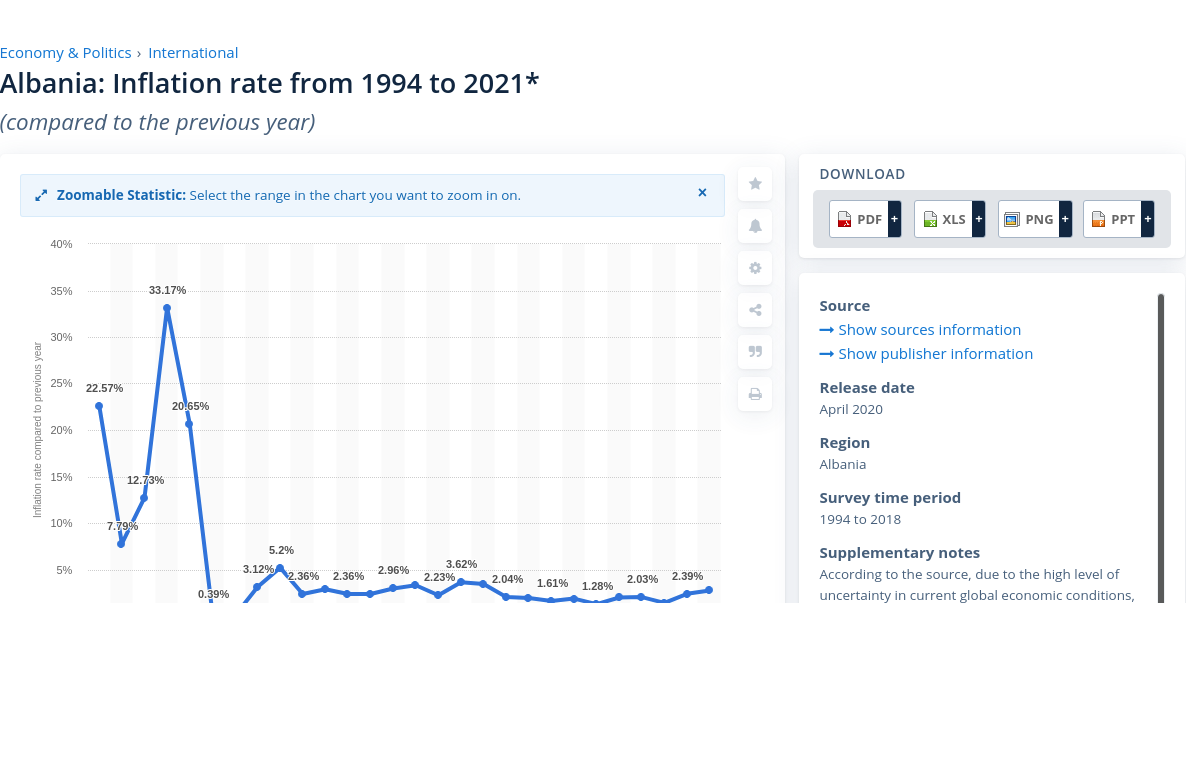 Economy & Politics › International
Albania: Inflation rate from 1994 to 2021*
(compared to the previous year)
Zoomable Statistic: Select the range in the chart you want to zoom in on. ×
Inflation rate compared to previous year
40%
35%
30%
25%
20%
15%
10%
5%
22.57%
7.79%
12.73%
33.17%
20.65%
0.39%
3.12%
5.2%
2.36%
2.36%
2.96%
2.23%
3.62%
2.04%
1.61%
1.28%
2.03%
2.39%
DOWNLOAD
PDF + XLS + PNG + PPT +
Source
Show sources information
Show publisher information
Release date
April 2020
Region
Albania
Survey time period
1994 to 2018
Supplementary notes
According to the source, due to the high level of
uncertainty in current global economic conditions,